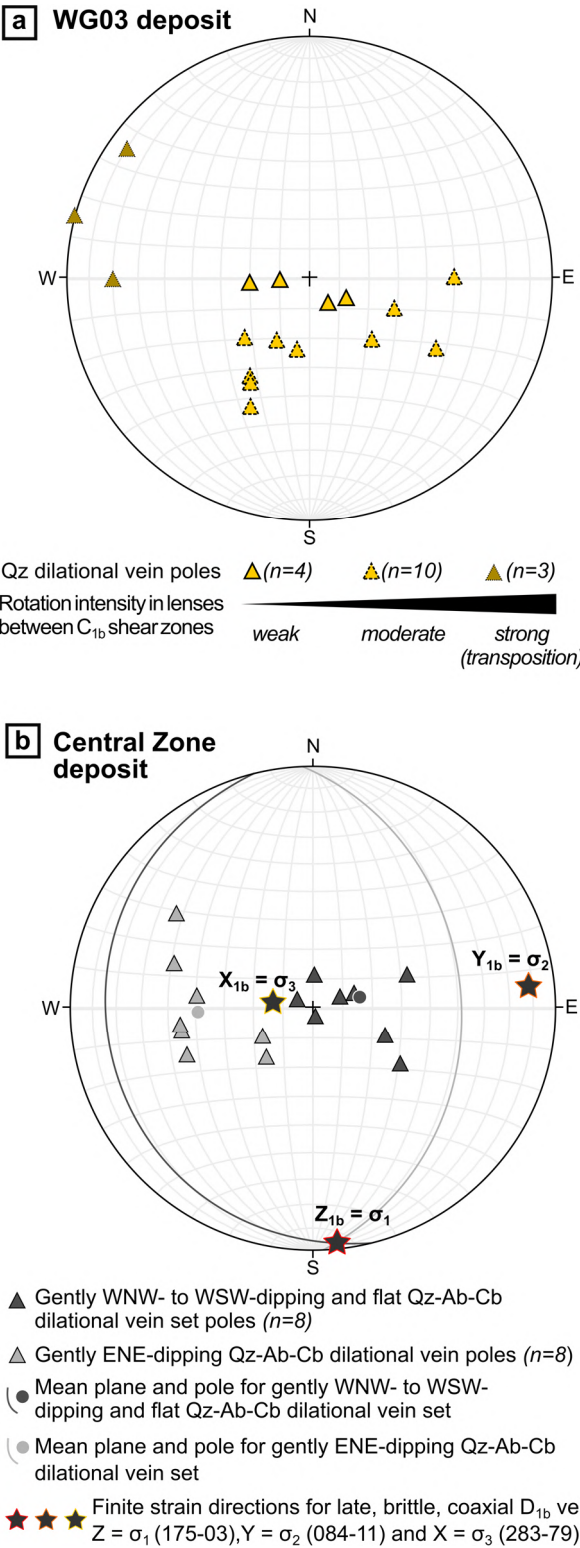 a WG03 deposit
N
W
E
S
Qz dilational vein poles (n=4) (n=10) (n=3)
Rotation intensity in lenses
between C1b shear zones
weak moderate strong
(transposition)
b Central Zone
deposit
N
Y1b = σ2
X1b = σ3
W
E
Z1b = σ1
S
Gently WNW- to WSW-dipping and flat Qz-Ab-Cb
dilational vein set poles (n=8)
Gently ENE-dipping Qz-Ab-Cb dilational vein poles (n=8)
Mean plane and pole for gently WNW- to WSW-
dipping and flat Qz-Ab-Cb dilational vein set
Mean plane and pole for gently ENE-dipping Qz-Ab-Cb
dilational vein set
Finite strain directions for late, brittle, coaxial D1b ve
Z = σ1 (175-03),Y = σ2 (084-11) and X = σ3 (283-79)